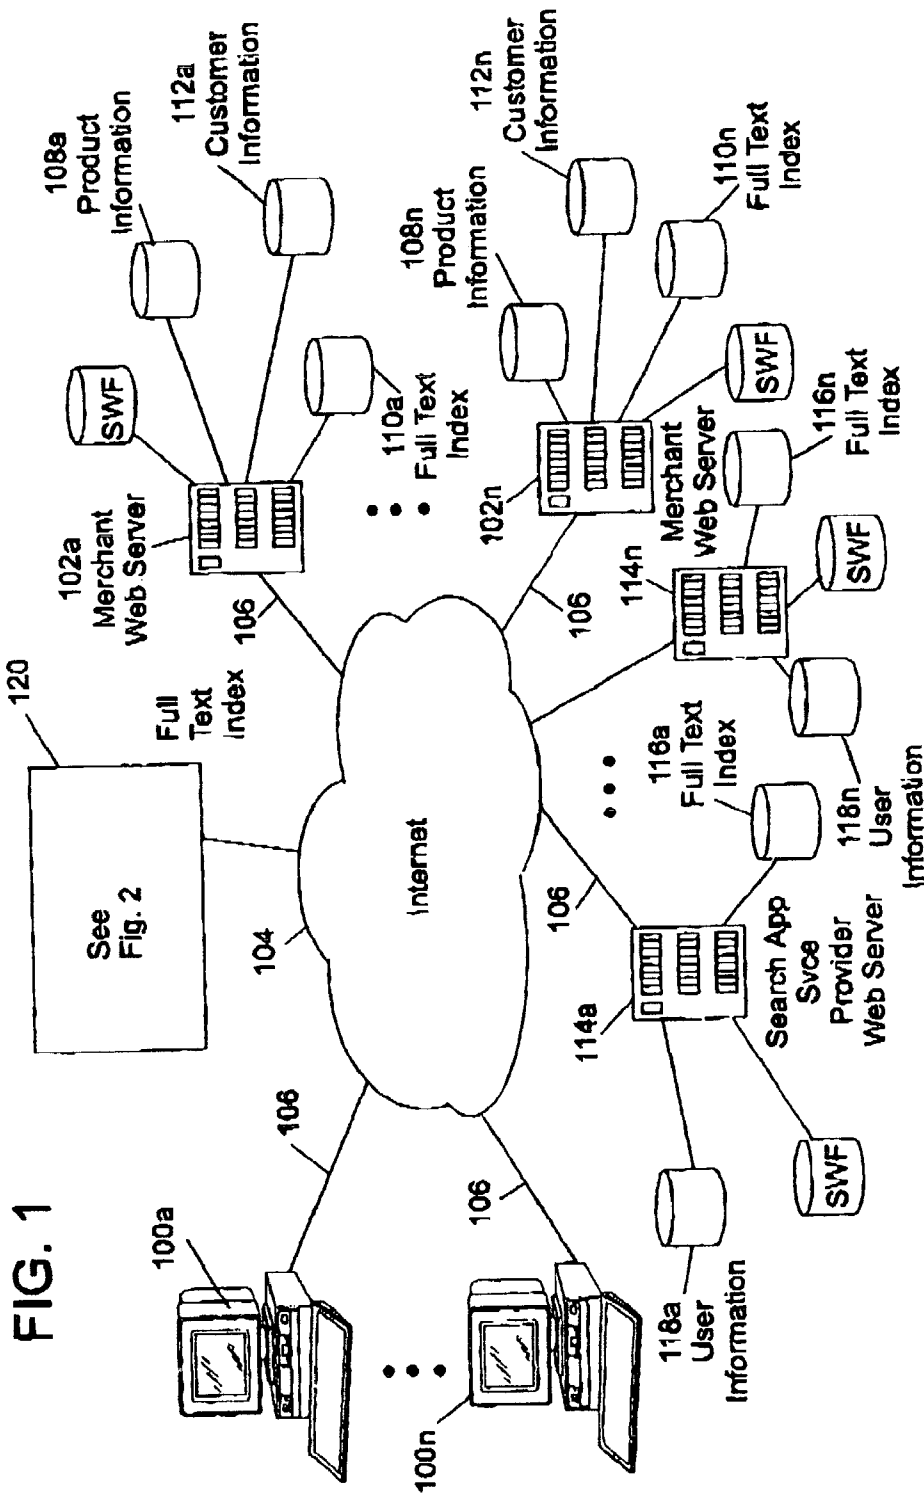 FIG. 1
120
See
Fig. 2
Full
Text
Index
102a
Merchant
Web Server
106
SWF
108a
Product
Information
112a
Customer
Information
110a
Full Text
Index
100a
106
104
Internet
100n
106
106
102n
Merchant
Web Server
108n
Product
Information
112n
Customer
Information
110n
Full Text
Index
SWF
114n
116n
Full Text
Index
SWF
118n
User
Information
106
116a
Full Text
Index
114a
Search App
Svce
Provider
Web Server
118a
User
Information
SWF